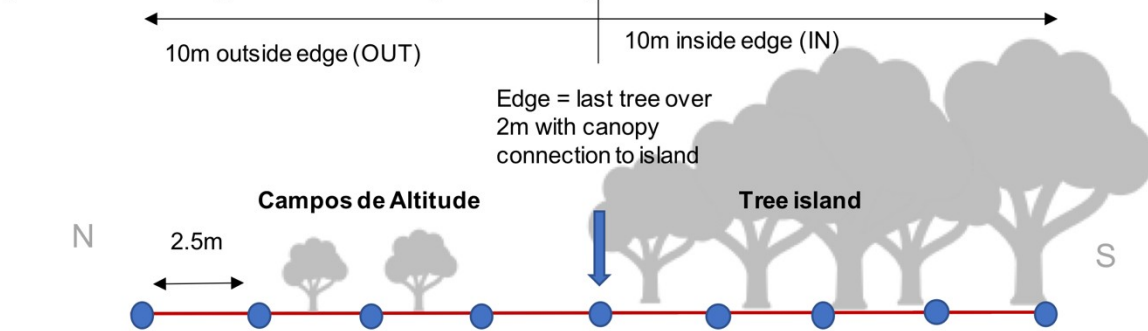 10m outside edge (OUT)
10m inside edge (IN)
Edge = last tree over
2m with canopy
connection to island
Campos de Altitude
Tree island
N
2.5m
S